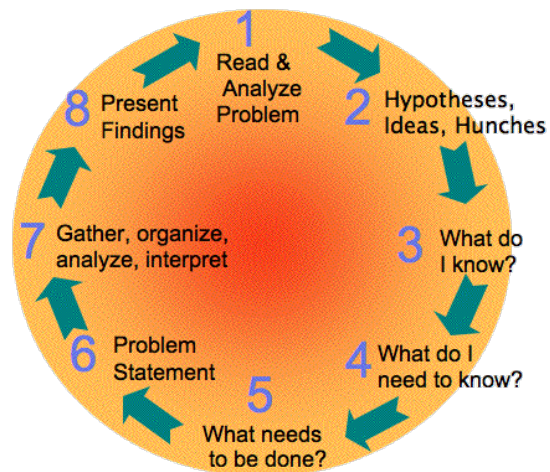 1
Read &
Analyze
Problem
2
Hypotheses,
Ideas, Hunches
3
What do
I know?
4
What do I
need to know?
5
What needs
to be done?
6
Problem
Statement
7
Gather, organize,
analyze, interpret
8
Present
Findings